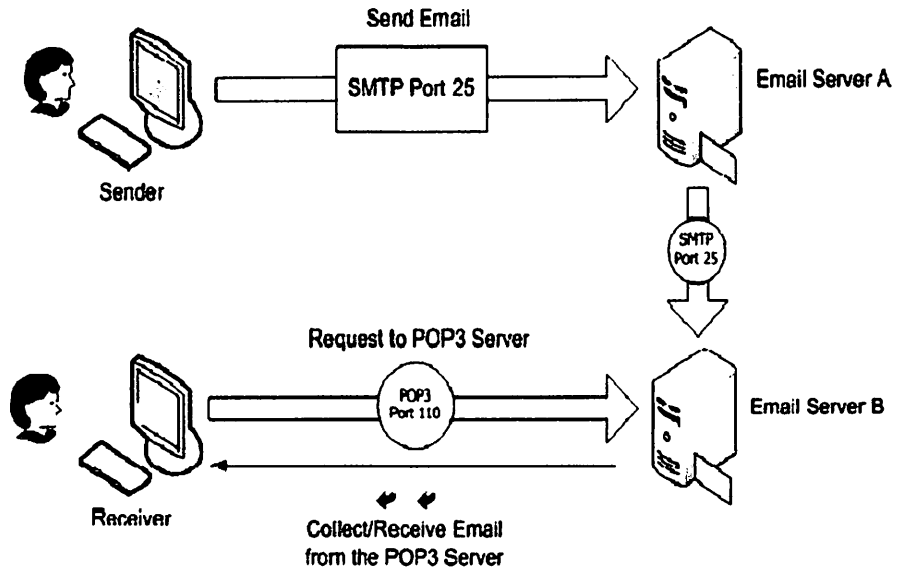 Send Email
SMTP Port 25
Email Server A
Sender
SMTP
Port 25
Request to POP3 Server
POP3
Port 110
Email Server B
Receiver
Collect/Receive Email
from the POP3 Server